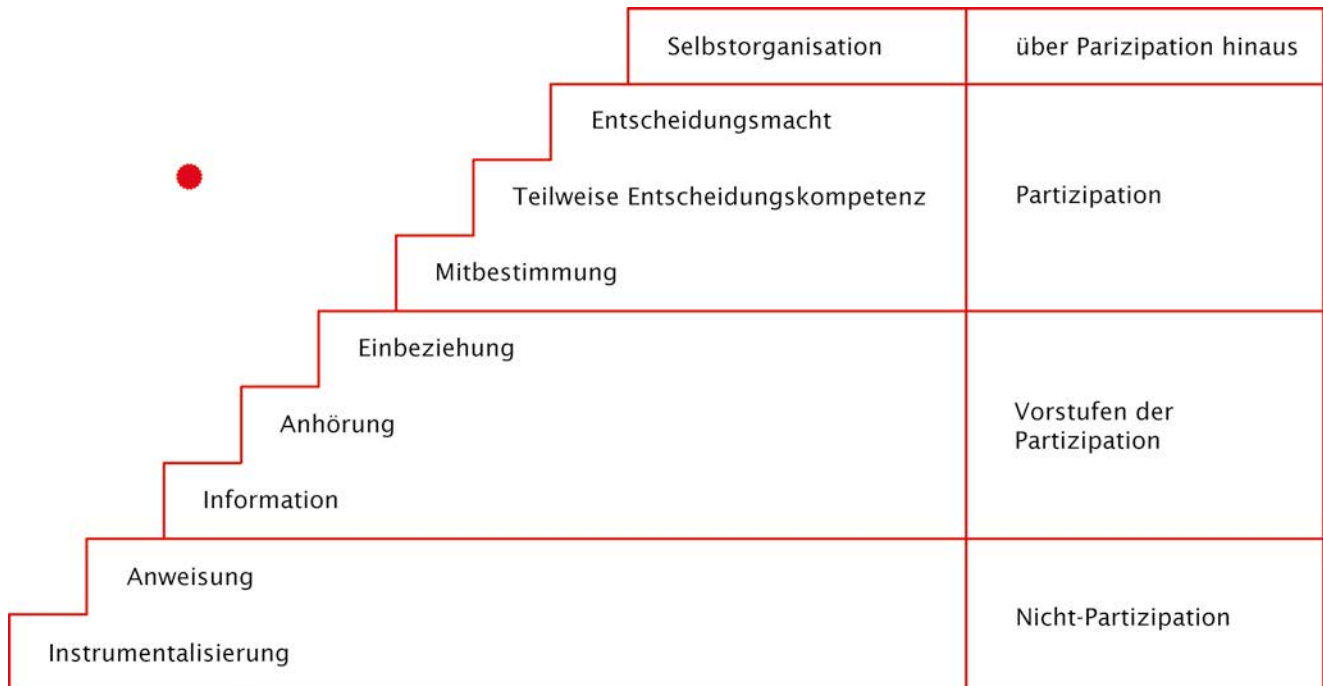 Selbstorganisation
über Parizipation hinaus
Entscheidungsmacht
Teilweise Entscheidungskompetenz
Partizipation
Mitbestimmung
Einbeziehung
Anhörung
Vorstufen der
Partizipation
Information
Anweisung
Nicht-Partizipation
Instrumentalisierung